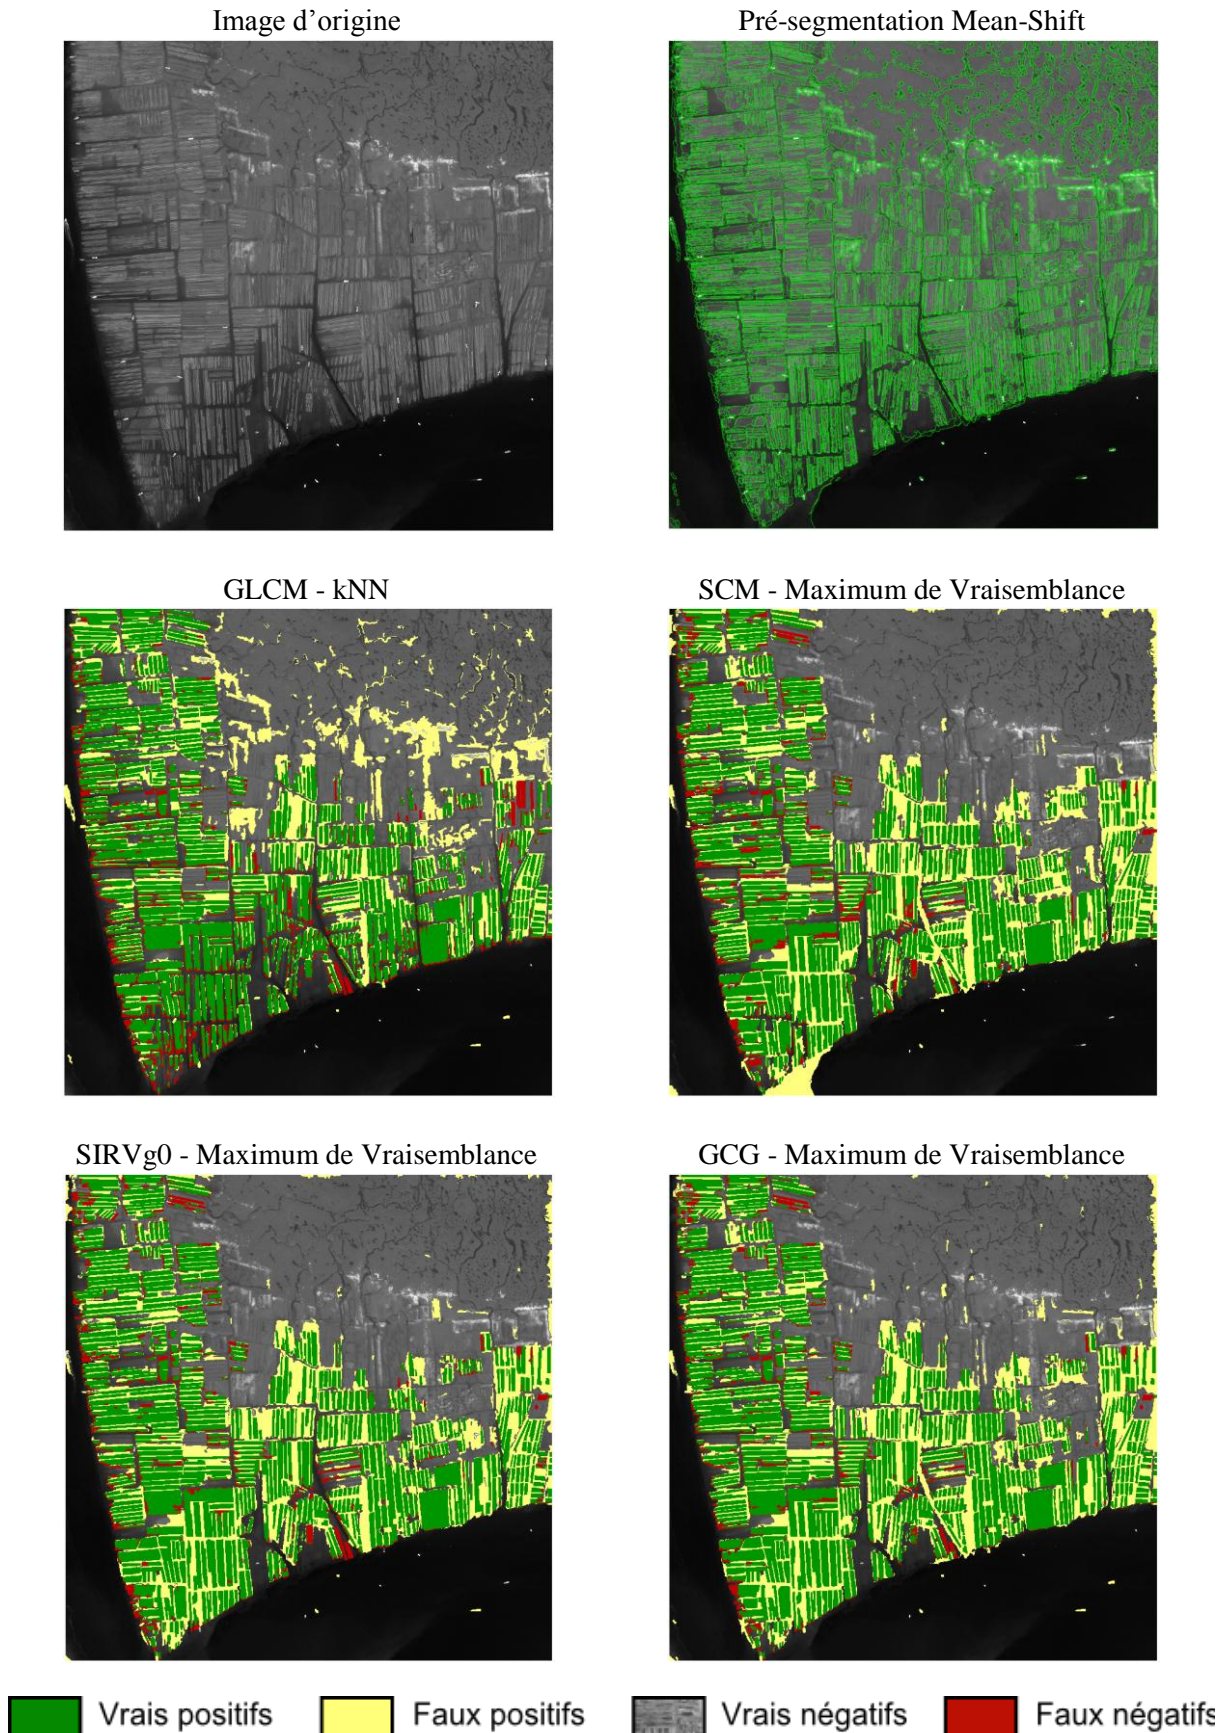 Image d’origine
Pré-segmentation Mean-Shift
GLCM - kNN
SCM - Maximum de Vraisemblance
SIRVg0 - Maximum de Vraisemblance
GCG - Maximum de Vraisemblance
Vrais positifs
Faux positifs
Vrais négatifs
Faux négatifs